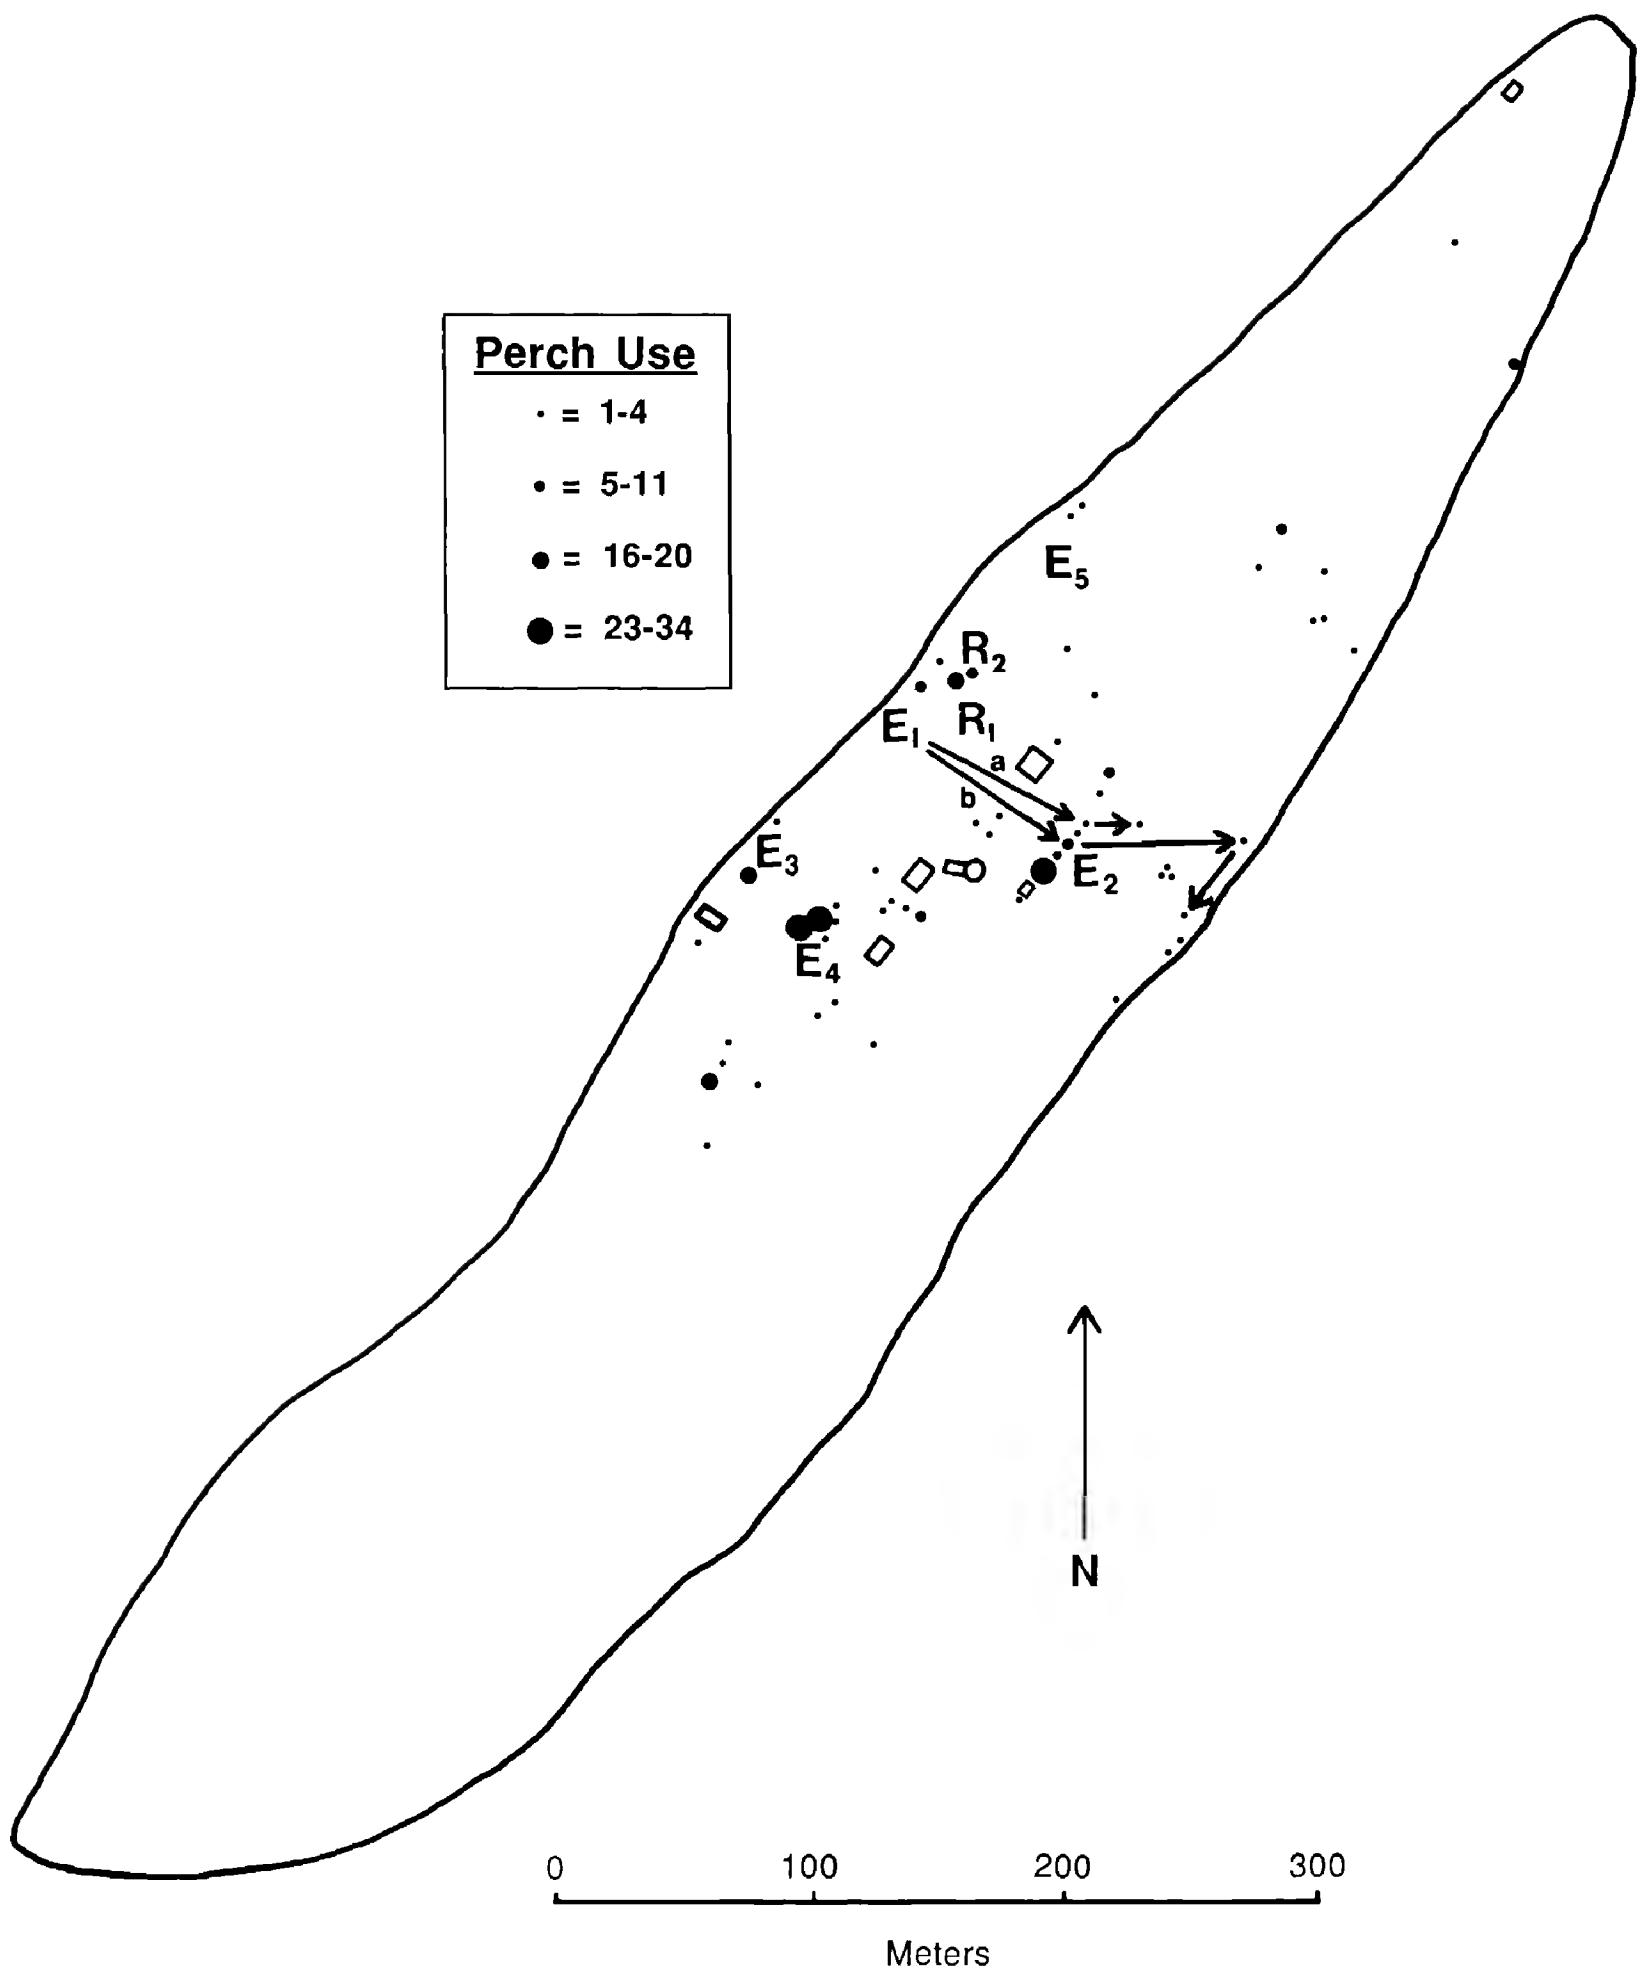 Perch Use
· = 1-4
• = 5-11
● = 16-20
● = 23-34
E5
R2
R1
E1
a
b
E3
E2
E4
N
0 100 200 300
Meters